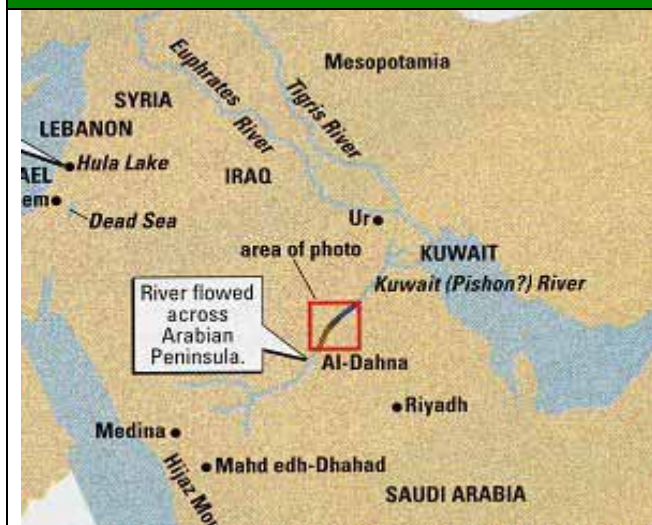 Mesopotamia
Euphrates
River
Tigris River
SYRIA
LEBANON
Hula Lake
AEL
IRAQ
em
Dead Sea
Ur
area of photo
KUWAIT
Kuwait (Pishon?) River
River flowed
across
Arabian
Peninsula.
Al-Dahna
Riyadh
Medina
Mahd edh-Dhahad
Hijaz Mou
SAUDI ARABIA